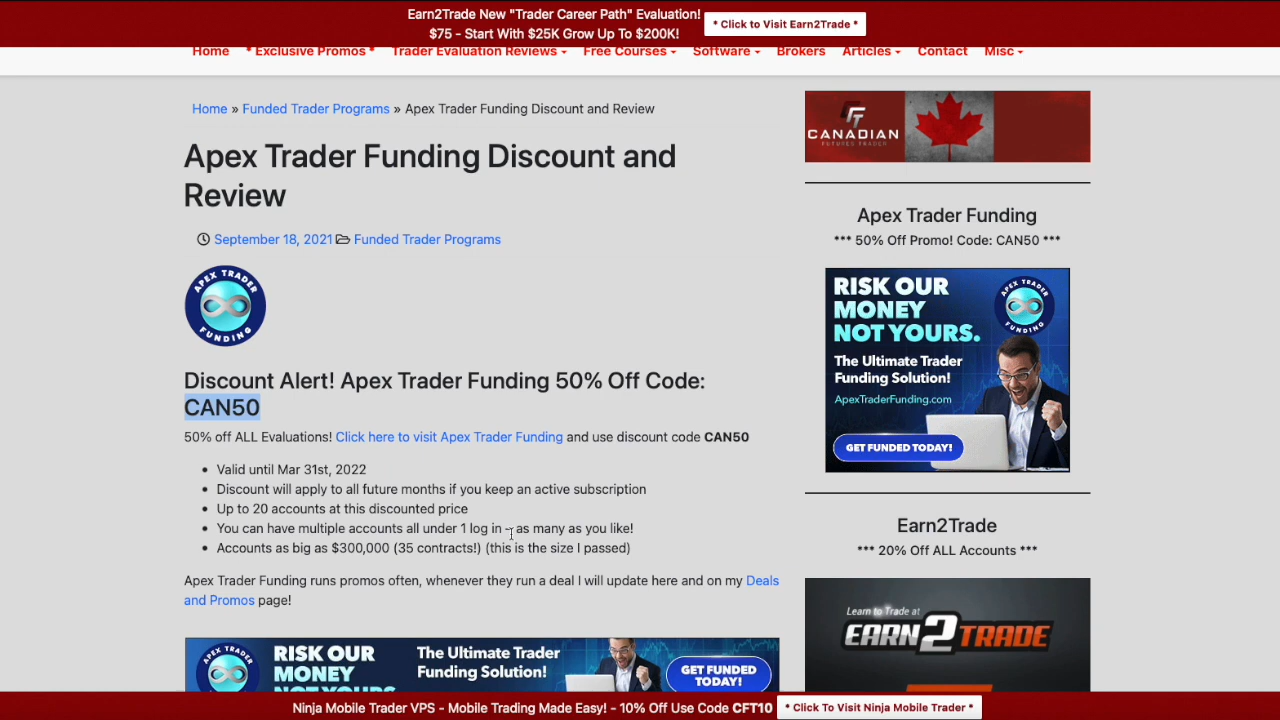 Earn2Trade New "Trader Career Path" Evaluation!
$75 - Start With $25K Grow Up To $200K!
* Click to Visit Earn2Trade *
Home * Exclusive Promos * Trader Evaluation Reviews Free Courses Software Brokers Articles Contact Misc
Home » Funded Trader Programs » Apex Trader Funding Discount and Review
Apex Trader Funding Discount and
Review
September 18, 2021 Funded Trader Programs
APEX TRADER
FUNDING
Discount Alert! Apex Trader Funding 50% Off Code:
CAN50
50% off ALL Evaluations! Click here to visit Apex Trader Funding and use discount code CAN50
• Valid until Mar 31st, 2022
• Discount will apply to all future months if you keep an active subscription
• Up to 20 accounts at this discounted price
• You can have multiple accounts all under 1 log in - as many as you like!
• Accounts as big as $300,000 (35 contracts!) (this is the size I passed)
Apex Trader Funding runs promos often, whenever they run a deal I will update here and on my Deals
and Promos page!
APEX TRADER
FUNDING
RISK OUR
MONEY
NOT YOURS.
The Ultimate Trader
Funding Solution!
GET FUNDED
TODAY!
CANADIAN
FUTURES TRADER
Apex Trader Funding
*** 50% Off Promo! Code: CAN50 ***
RISK OUR
MONEY
NOT YOURS.
APEX TRADER
FUNDING
The Ultimate Trader
Funding Solution!
ApexTraderFunding.com
GET FUNDED TODAY!
Earn2Trade
*** 20% Off ALL Accounts ***
Learn to Trade at
EARN2TRADE
Ninja Mobile Trader VPS - Mobile Trading Made Easy! - 10% Off Use Code CFT10
* Click To Visit Ninja Mobile Trader *